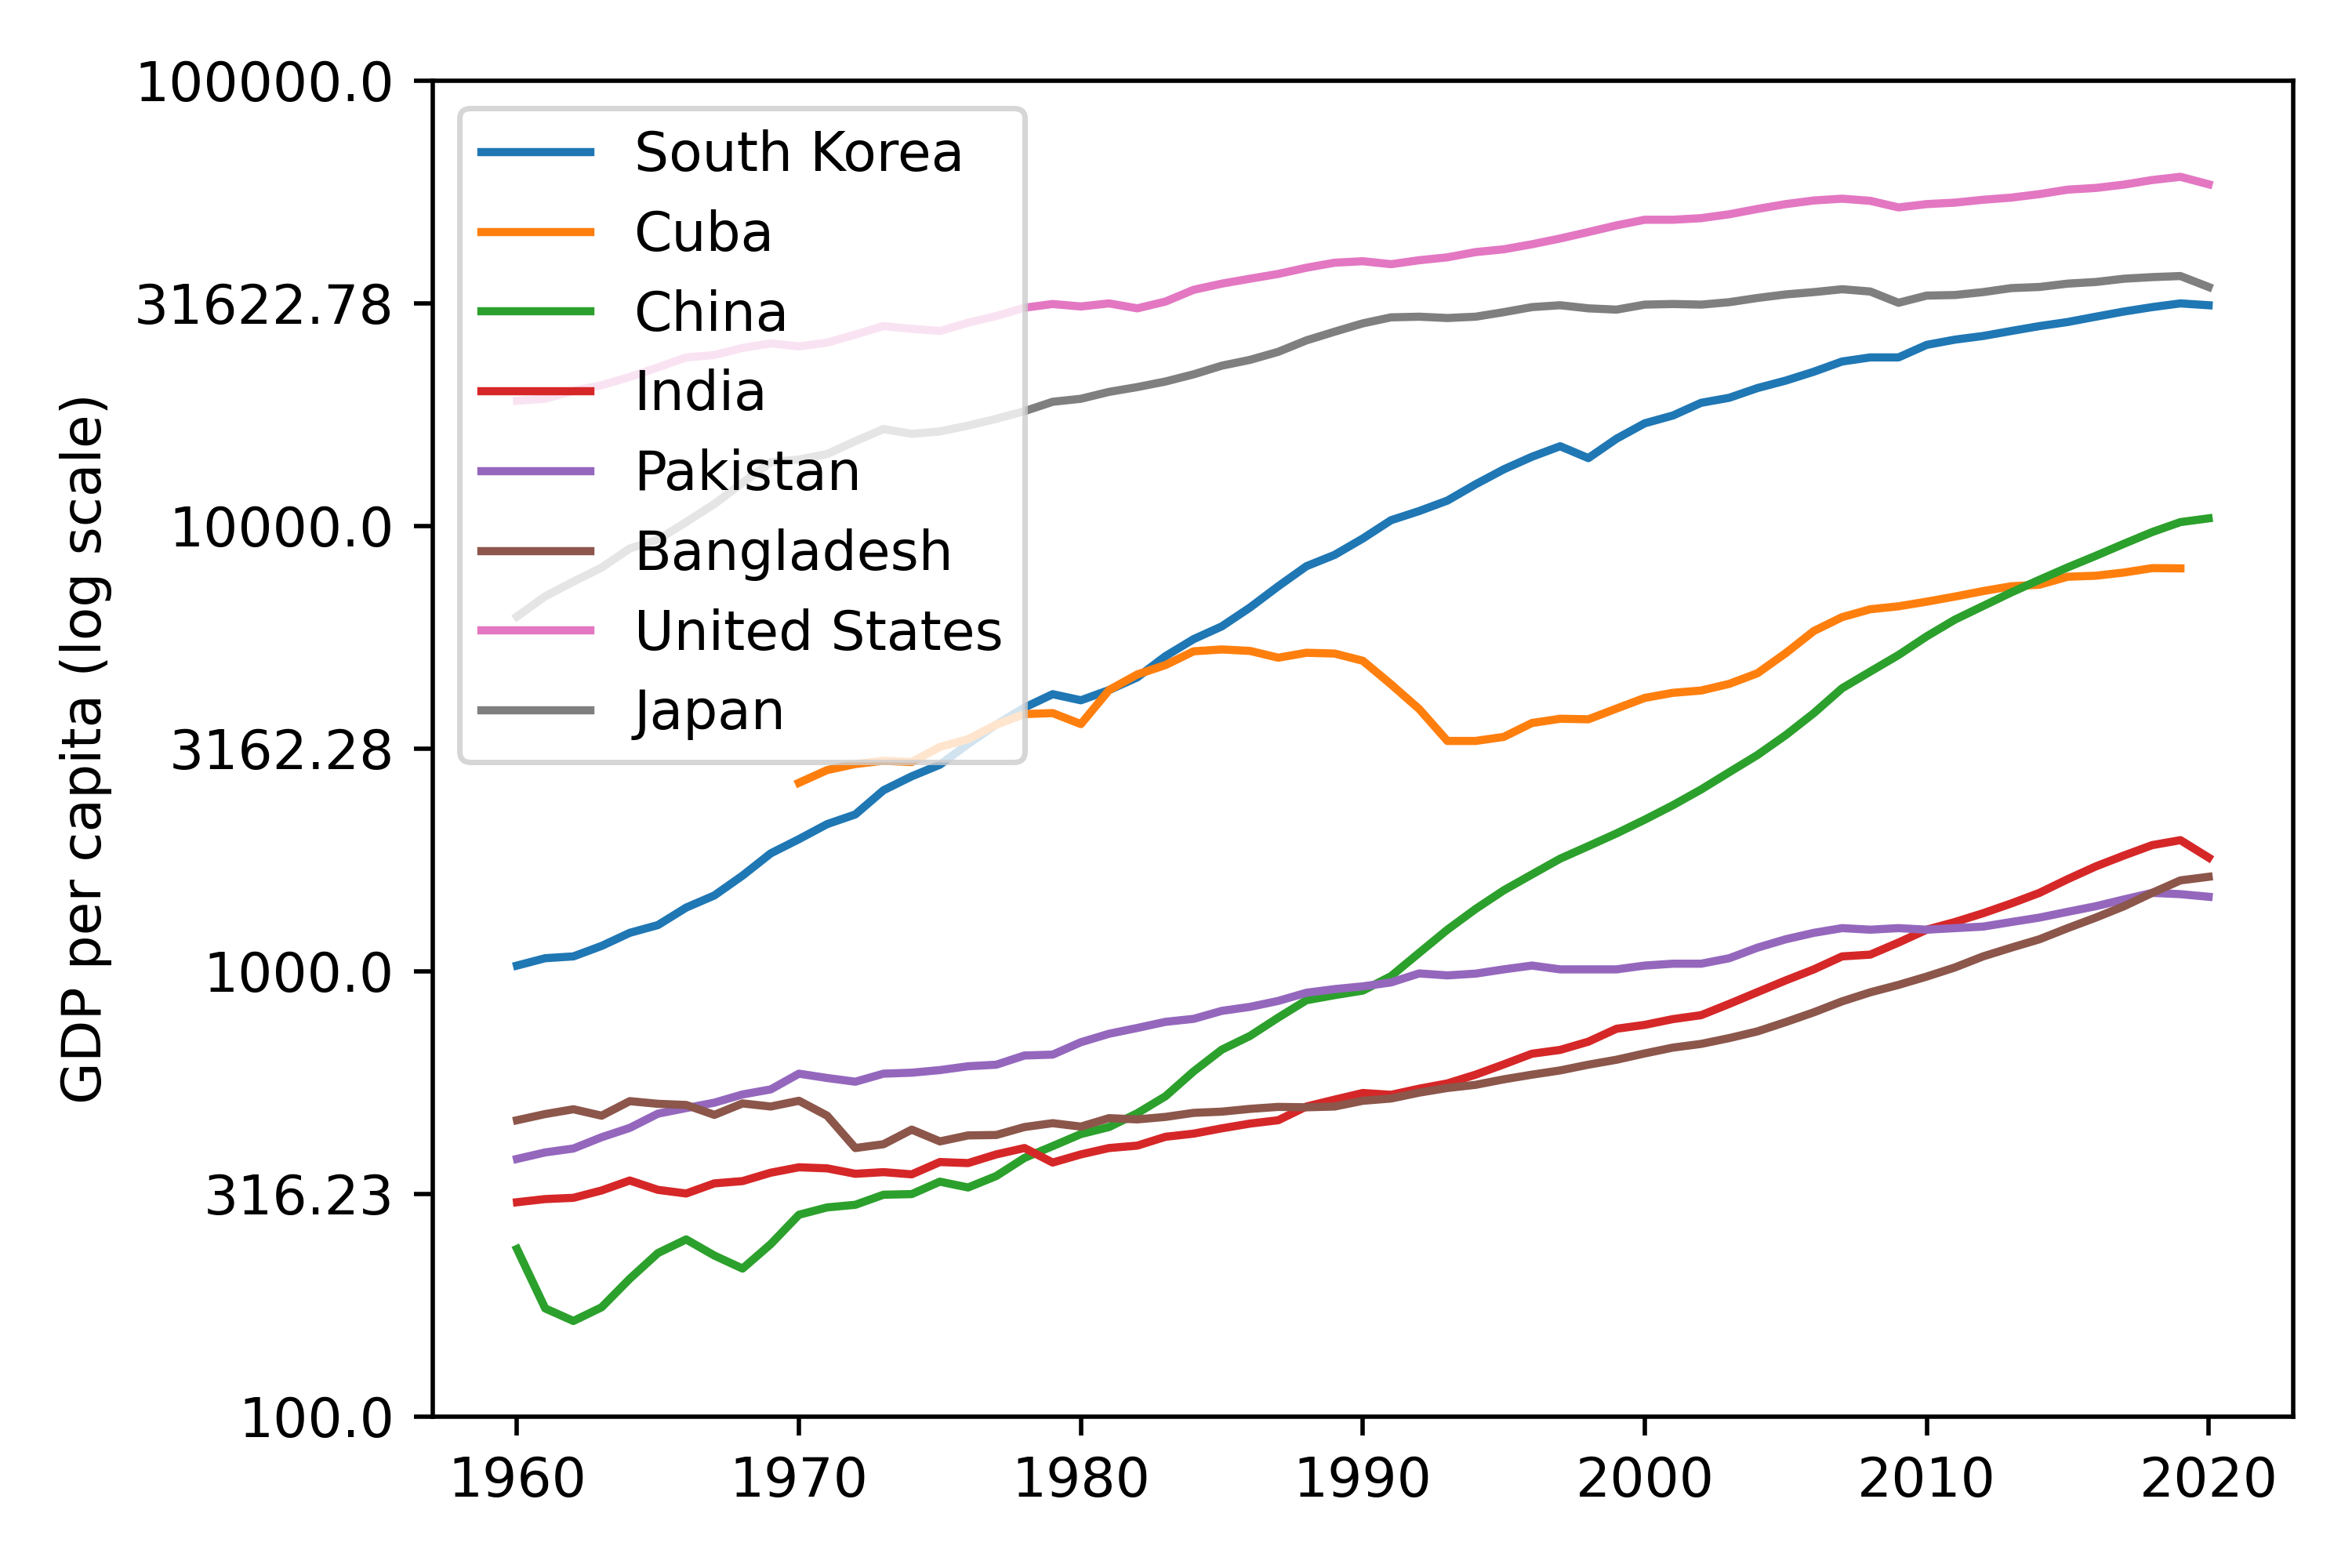 100000.0
31622.78
10000.0
3162.28
1000.0
316.23
100.0
GDP per capita (log scale)
South Korea
Cuba
China
India
Pakistan
Bangladesh
United States
Japan
1960 1970 1980 1990 2000 2010 2020